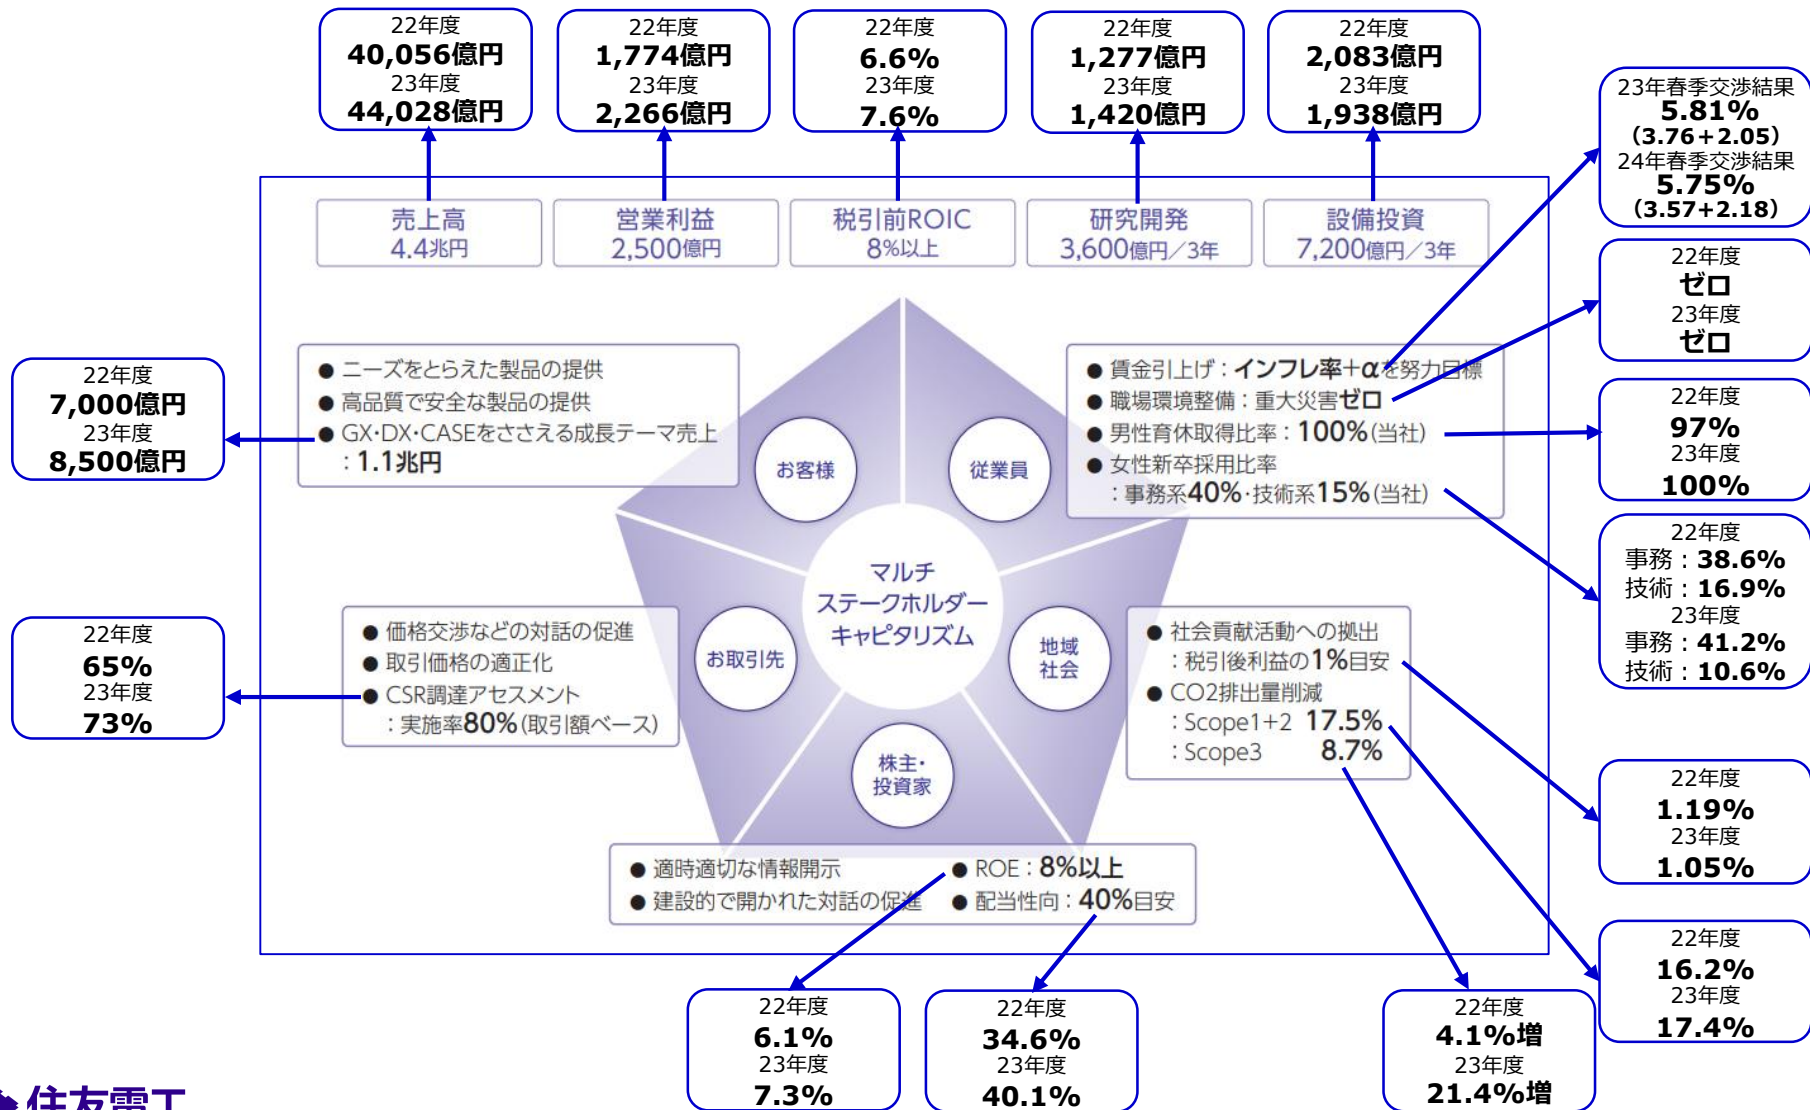 22年度
40,056億円
23年度
44,028億円
22年度
1,774億円
23年度
2,266億円
22年度
6.6%
23年度
7.6%
22年度
1,277億円
23年度
1,420億円
22年度
2,083億円
23年度
1,938億円
23年春季交渉結果
5.81%
(3.76+2.05)
24年春季交渉結果
5.75%
(3.57+2.18)
売上高
4.4兆円
営業利益
2,500億円
税引前ROIC
8%以上
研究開発
3,600億円/3年
設備投資
7,200億円/3年
22年度
ゼロ
23年度
ゼロ
22年度
7,000億円
23年度
8,500億円
● ニーズをとらえた製品の提供
● 高品質で安全な製品の提供
● GX・DX・CASEをささえる成長テーマ売上
:1.1兆円
お客様
従業員
● 賃金引上げ:インフレ率+αを努力目標
● 職場環境整備:重大災害ゼロ
● 男性育休取得比率:100%(当社)
● 女性新卒採用比率
:事務系40%・技術系15%(当社)
22年度
97%
23年度
100%
22年度
事務:38.6%
技術:16.9%
23年度
事務:41.2%
技術:10.6%
マルチ
ステークホルダー
キャピタリズム
22年度
65%
23年度
73%
● 価格交渉などの対話の促進
● 取引価格の適正化
● CSR調達アセスメント
:実施率80%(取引額ベース)
お取引先
地域
社会
● 社会貢献活動への拠出
:税引後利益の1%目安
● CO2排出量削減
:Scope1+2 17.5%
:Scope3 8.7%
株主・
投資家
22年度
1.19%
23年度
1.05%
● 適時適切な情報開示 ● ROE:8%以上
● 建設的で開かれた対話の促進 ● 配当性向:40%目安
22年度
16.2%
23年度
17.4%
22年度
6.1%
23年度
7.3%
22年度
34.6%
23年度
40.1%
22年度
4.1%増
23年度
21.4%増
住友電工